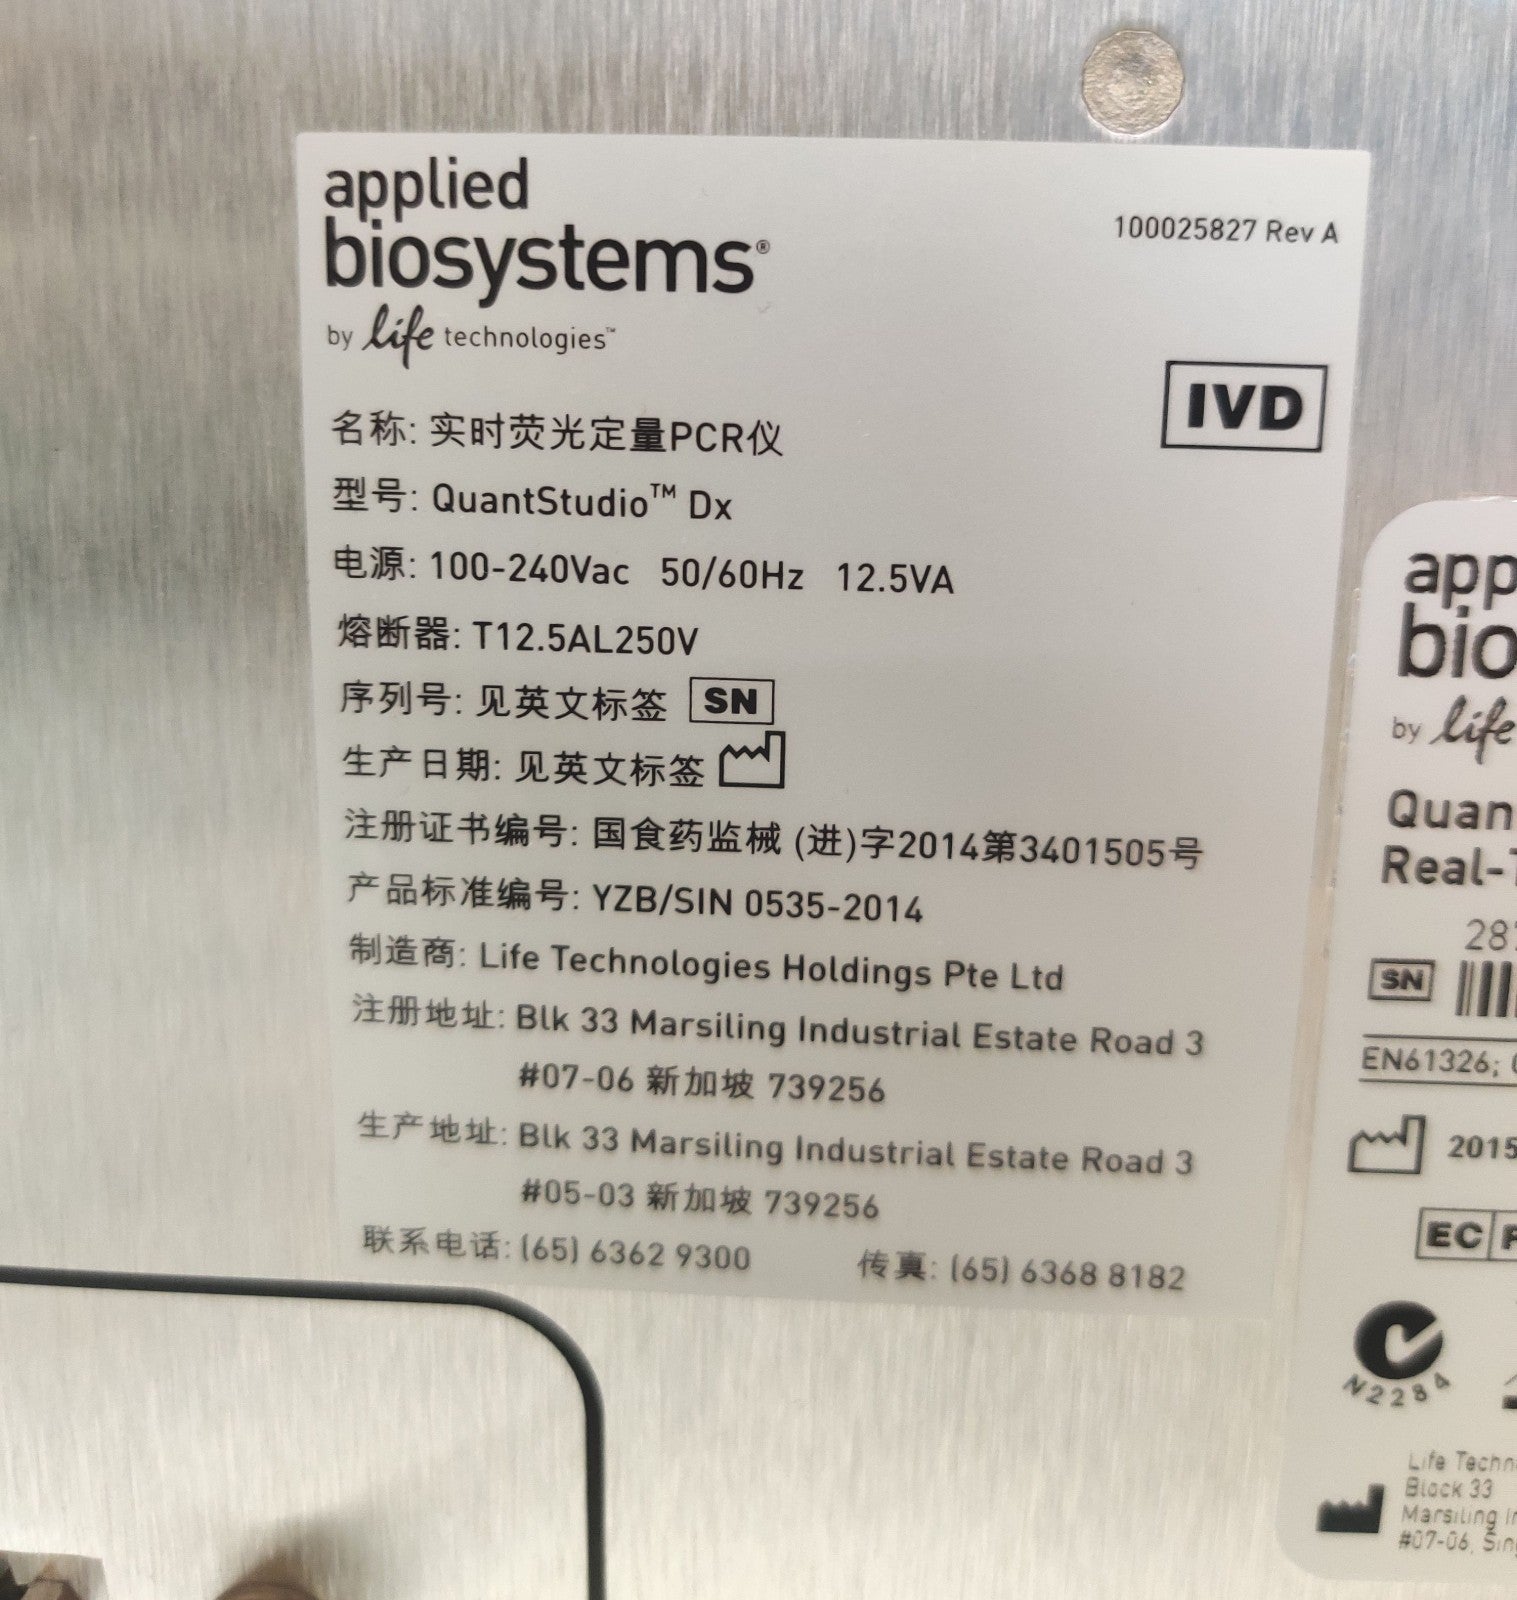 applied
biosystems®
by life technologies™
100025827 Rev A
IVD
名称: 实时荧光定量PCR仪
型号: QuantStudio™ Dx
电源: 100-240Vac 50/60Hz 12.5VA
熔断器: T12.5AL250V
序列号: 见英文标签 SN
生产日期: 见英文标签
注册证书编号: 国食药监械 (进)字2014第3401505号
产品标准编号: YZB/SIN 0535-2014
制造商: Life Technologies Holdings Pte Ltd
注册地址: Blk 33 Marsiling Industrial Estate Road 3
#07-06 新加坡 739256
生产地址: Blk 33 Marsiling Industrial Estate Road 3
#05-03 新加坡 739256
联系电话: (65) 6362 9300 传真: (65) 6368 8182
app
bio
by life
Quan
Real-
28
SN
EN61326;
2015
EC
N2284
Life Techn
Block 33
Marsiling
#07-06, Sin